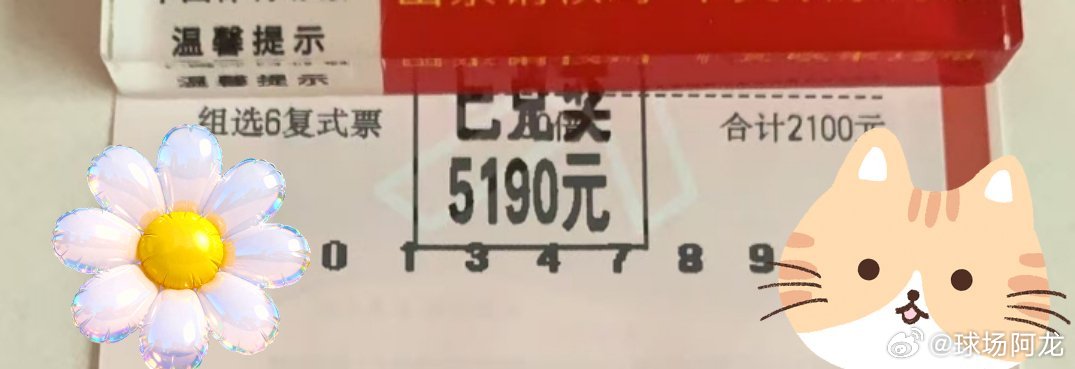 温馨提示
温馨提示
已兑奖
组选6复式票
合计2100元
5190元
0 1 3 4 7 8 9
@球场阿龙